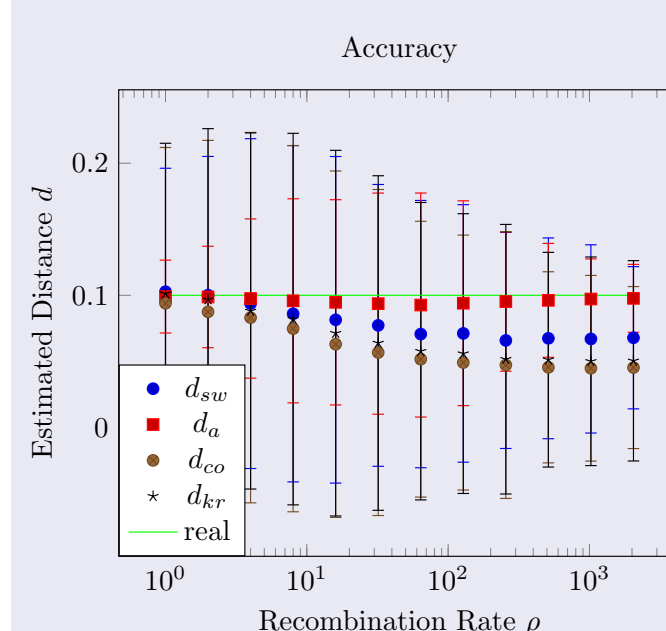 Accuracy
0.2
0.1
0
Estimated Distance d
d_sw
d_a
d_co
d_kr
real
10^0
10^1
10^2
10^3
Recombination Rate ρ